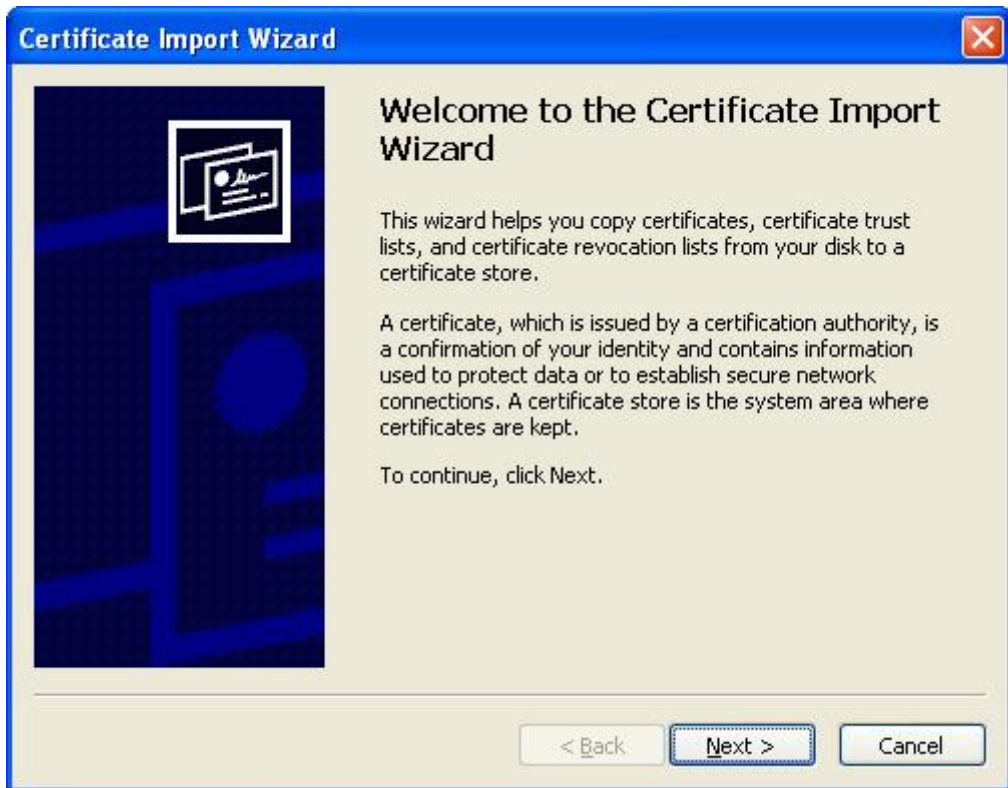 Certificate Import Wizard
Welcome to the Certificate Import
Wizard
This wizard helps you copy certificates, certificate trust
lists, and certificate revocation lists from your disk to a
certificate store.
A certificate, which is issued by a certification authority, is
a confirmation of your identity and contains information
used to protect data or to establish secure network
connections. A certificate store is the system area where
certificates are kept.
To continue, click Next.
< Back Next > Cancel